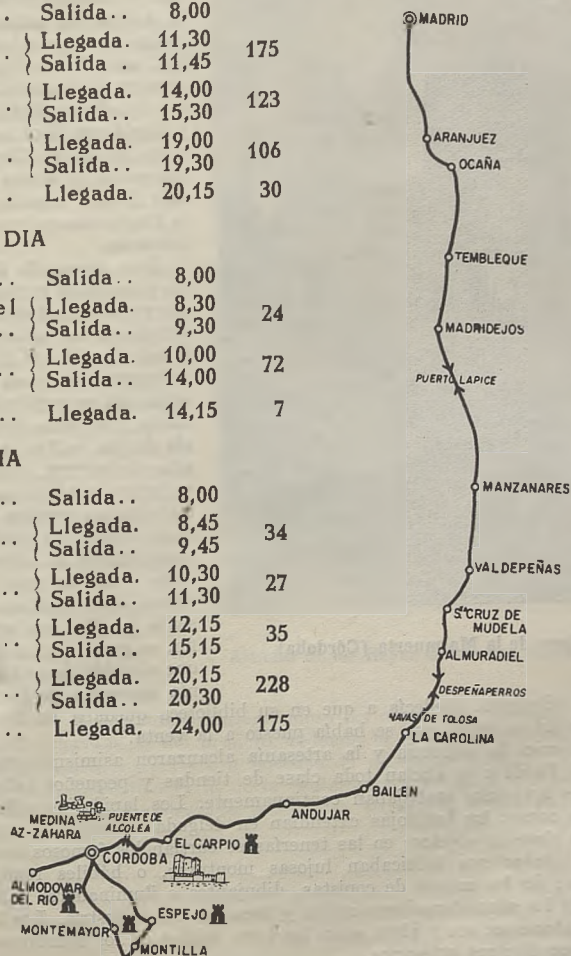 . Salida.. 8,00
Llegada. 11,30 175
Salida . 11,45
Llegada. 14,00 123
Salida.. 15,30
Llegada. 19,00 106
Salida.. 19,30
. Llegada. 20,15 30
DIA
.. Salida.. 8,00
el Llegada. 8,30 24
.. Salida.. 9,30
Llegada. 10,00 72
.. Salida.. 14,00
.. Llegada. 14,15 7
IA
.. Salida.. 8,00
Llegada. 8,45 34
.. Salida.. 9,45
Llegada. 10,30 27
.. Salida.. 11,30
Llegada. 12,15 35
.. Salida.. 15,15
Llegada. 20,15 228
.. Salida.. 20,30
.. Llegada. 24,00 175
MADRID
ARANJUEZ
OCAÑA
TEMBLEQUE
MADRIDEJOS
PUERTO LAPICE
MANZANARES
VALDEPEÑAS
Sta CRUZ DE
MUDELA
ALMURADIEL
DESPEÑAPERROS
NAVAS DE TOLOSA
LA CAROLINA
BAILEN
ANDUJAR
MEDINA
AZ-ZAHARA
PUENTE DE
ALCOLEA
EL CARPIO
CORDOBA
ALMODOVAR
DEL RIO
ESPEJO
MONTEMAYOR
MONTILLA